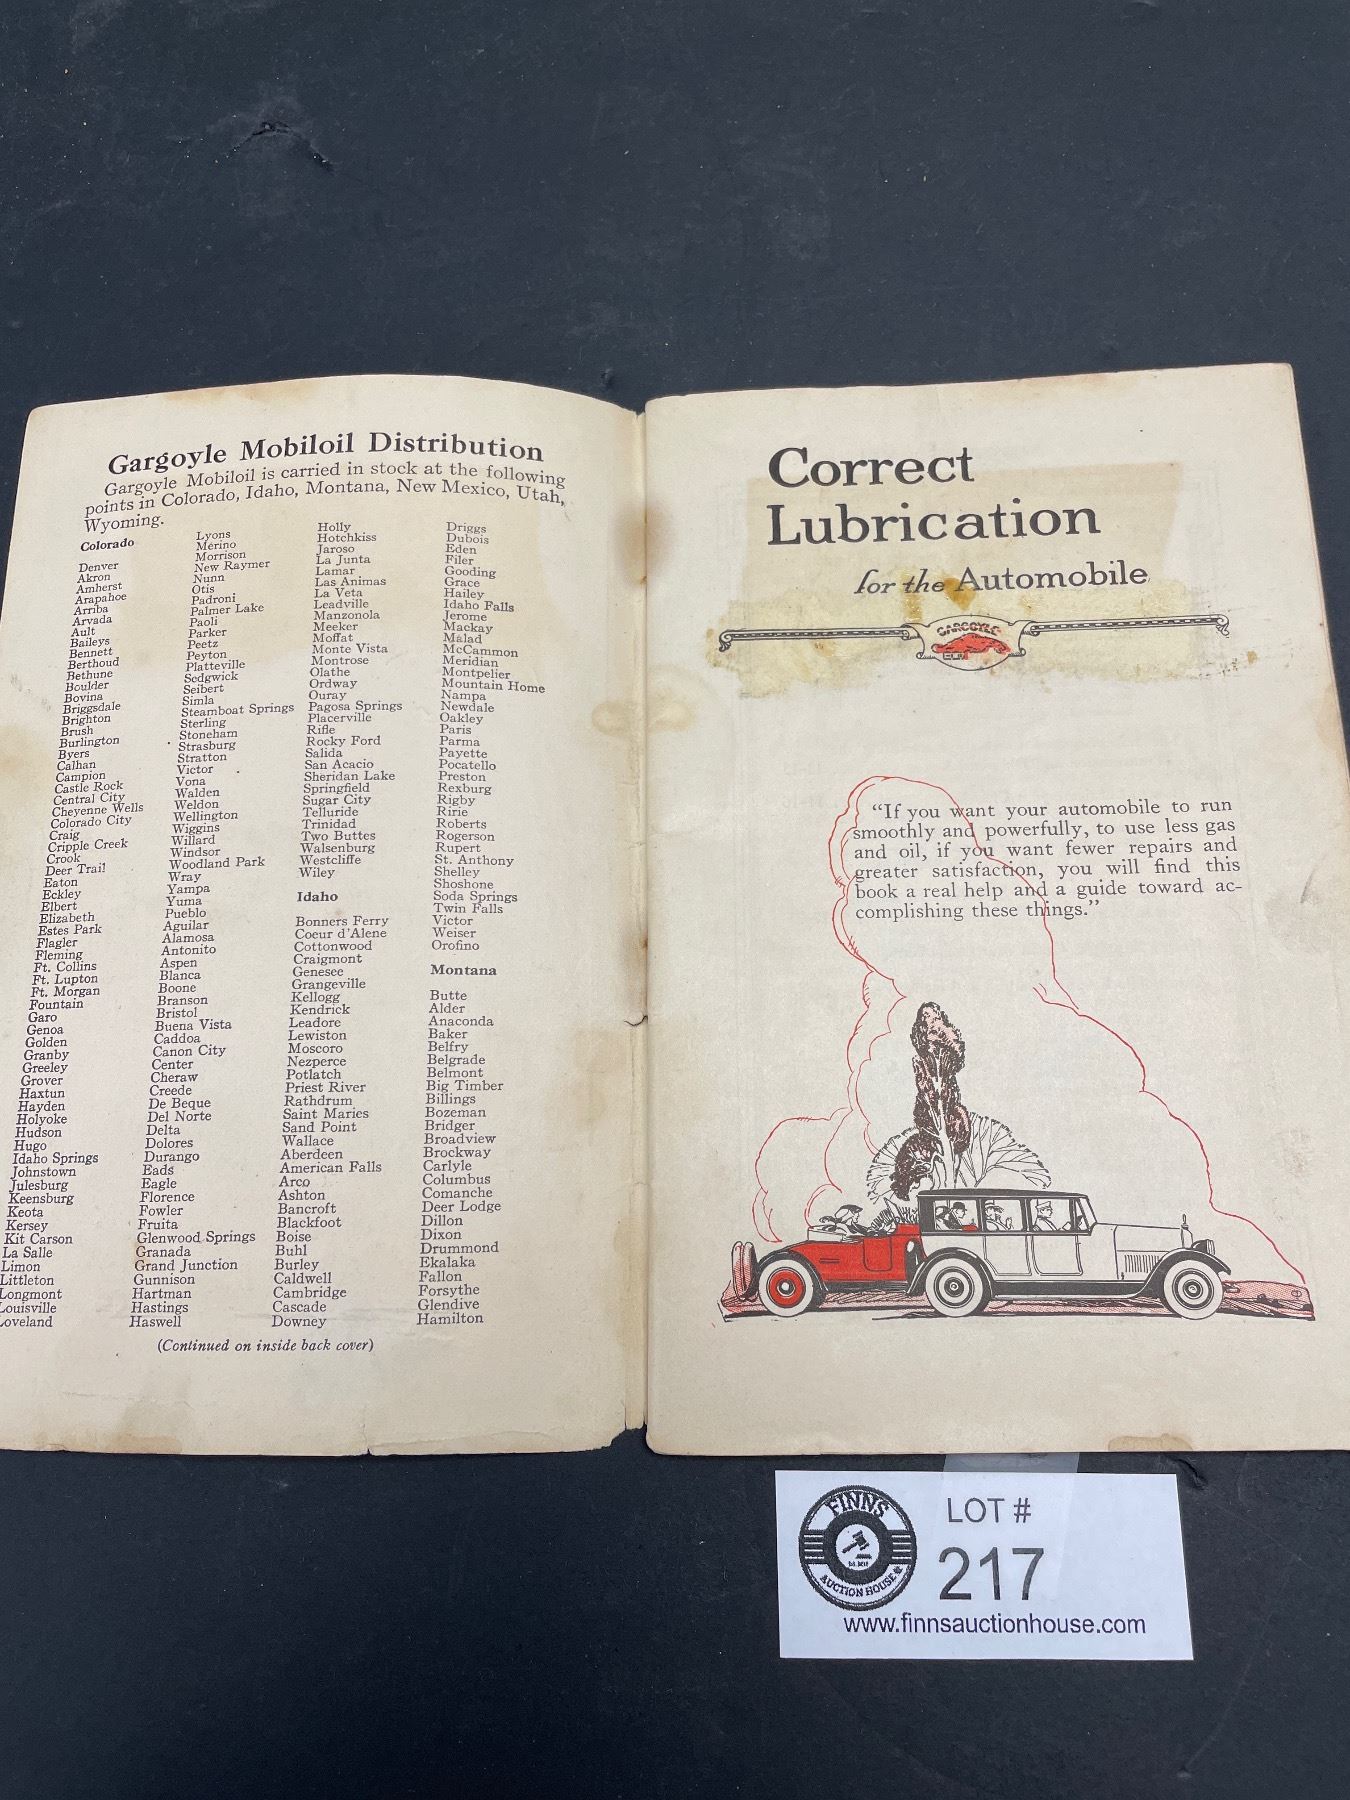 Gargoyle Mobiloil Distribution
Gargoyle Mobiloil is carried in stock at the following
points in Colorado, Idaho, Montana, New Mexico, Utah,
Wyoming.
Colorado
Denver
Akron
Amherst
Arapahoe
Arriba
Arvada
Ault
Baileys
Bennett
Berthoud
Bethune
Boulder
Bovina
Briggsdale
Brighton
Brush
Burlington
Byers
Calhan
Campion
Castle Rock
Central City
Cheyenne Wells
Colorado City
Craig
Cripple Creek
Crook
Deer Trail
Eaton
Eckley
Elbert
Elizabeth
Estes Park
Flagler
Fleming
Ft. Collins
Ft. Lupton
Ft. Morgan
Fountain
Garo
Genoa
Golden
Granby
Greeley
Grover
Haxtun
Hayden
Holyoke
Hudson
Hugo
Idaho Springs
Johnstown
Julesburg
Keensburg
Keota
Kersey
Kit Carson
La Salle
Limon
Littleton
Longmont
Louisville
Loveland
Lyons
Merino
Morrison
New Raymer
Nunn
Otis
Padroni
Palmer Lake
Paoli
Parker
Peetz
Peyton
Platteville
Sedgwick
Seibert
Simla
Steamboat Springs
Sterling
Stoneham
Strasburg
Stratton
Victor
Vona
Walden
Weldon
Wellington
Wiggins
Willard
Windsor
Woodland Park
Wray
Yampa
Yuma
Pueblo
Aguilar
Alamosa
Antonito
Aspen
Blanca
Boone
Branson
Bristol
Buena Vista
Caddoa
Canon City
Center
Cheraw
Creede
De Beque
Del Norte
Delta
Dolores
Durango
Eads
Eagle
Florence
Fowler
Fruita
Glenwood Springs
Granada
Grand Junction
Gunnison
Hartman
Hastings
Haswell
Holly
Hotchkiss
Jaroso
La Junta
Lamar
Las Animas
La Veta
Leadville
Manzonola
Meeker
Moffat
Monte Vista
Montrose
Olathe
Ordway
Ouray
Pagosa Springs
Placerville
Rifle
Rocky Ford
Salida
San Acacio
Sheridan Lake
Springfield
Sugar City
Telluride
Trinidad
Two Buttes
Walsenburg
Westcliffe
Wiley
Idaho
Bonners Ferry
Coeur d'Alene
Cottonwood
Craigmont
Genesee
Grangeville
Kellogg
Kendrick
Leadore
Lewiston
Moscoro
Nezperce
Potlatch
Priest River
Rathdrum
Saint Maries
Sand Point
Wallace
Aberdeen
American Falls
Arco
Ashton
Bancroft
Blackfoot
Boise
Buhl
Burley
Caldwell
Cambridge
Cascade
Downey
Driggs
Dubois
Eden
Filer
Gooding
Grace
Hailey
Idaho Falls
Jerome
Mackay
Malad
McCammon
Meridian
Montpelier
Mountain Home
Nampa
Newdale
Oakley
Paris
Parma
Payette
Pocatello
Preston
Rexburg
Rigby
Ririe
Roberts
Rogerson
Rupert
St. Anthony
Shelley
Shoshone
Soda Springs
Twin Falls
Victor
Weiser
Orofino
Montana
Butte
Alder
Anaconda
Baker
Belfry
Belgrade
Belmont
Big Timber
Billings
Bozeman
Bridger
Broadview
Brockway
Carlyle
Columbus
Comanche
Deer Lodge
Dillon
Dixon
Drummond
Ekalaka
Fallon
Forsythe
Glendive
Hamilton
(Continued on inside back cover)
Correct
Lubrication
for the Automobile
GARGOYLE
“If you want your automobile to run
smoothly and powerfully, to use less gas
and oil, if you want fewer repairs and
greater satisfaction, you will find this
book a real help and a guide toward ac-
complishing these things.”
FINNS
AUCTION HOUSE
LOT #
217
www.finnsauctionhouse.com